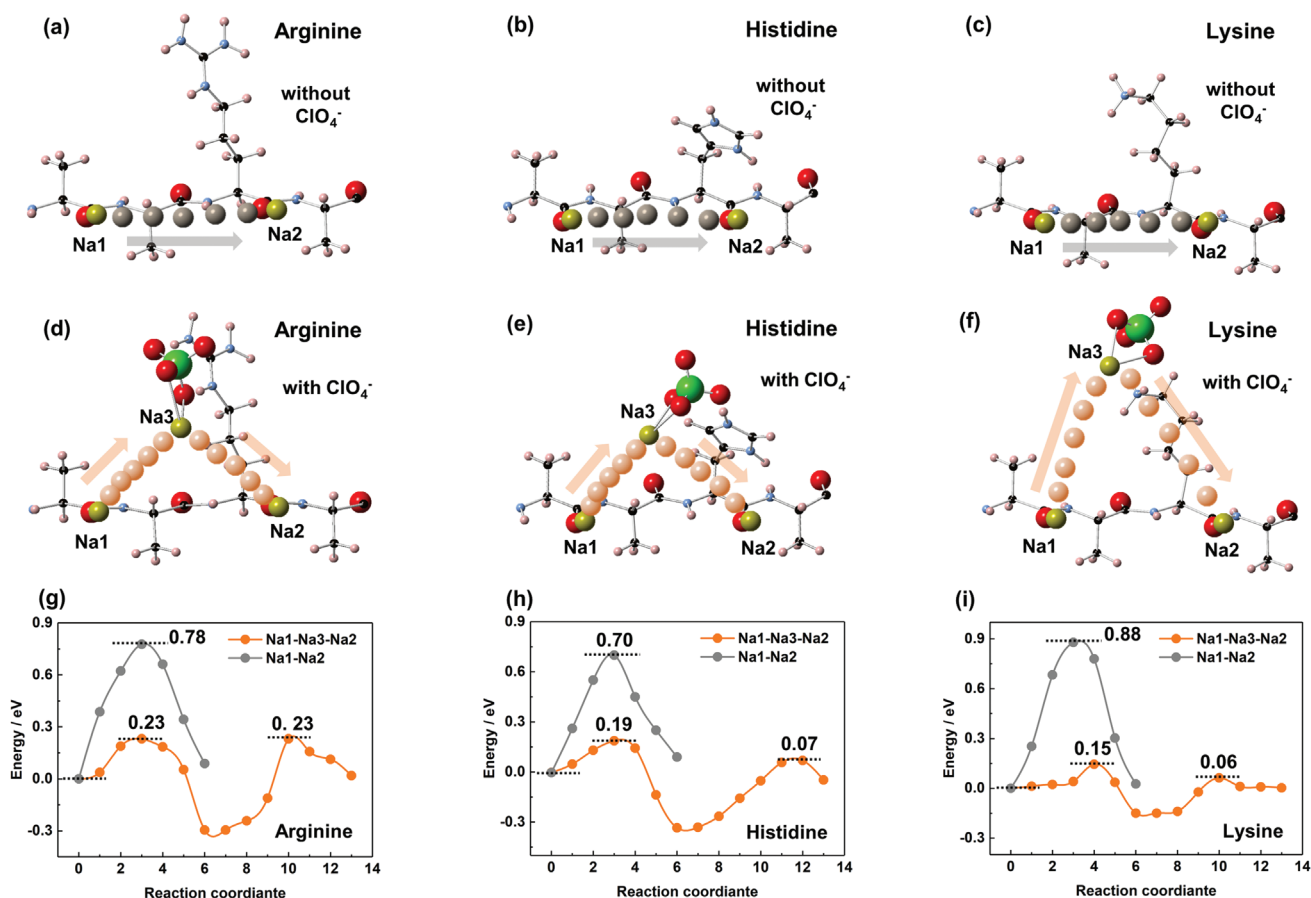 (a)
Arginine
without
ClO4-
Na1
Na2
(b)
Histidine
without
ClO4-
Na1
Na2
(c)
Lysine
without
ClO4-
Na1
Na2
(d)
Arginine
with ClO4-
Na3
Na1
Na2
(e)
Histidine
with ClO4-
Na3
Na1
Na2
(f)
Lysine
with ClO4-
Na3
Na1
Na2
(g)
0.9
0.6
0.3
0.0
-0.3
Energy / eV
0.78
Na1-Na3-Na2
Na1-Na2
0.23
0. 23
Arginine
0 2 4 6 8 10 12 14
Reaction coordiante
(h)
0.9
0.6
0.3
0.0
-0.3
Energy / eV
0.70
Na1-Na3-Na2
Na1-Na2
0.19
0.07
Histidine
0 2 4 6 8 10 12 14
Reaction coordiante
(i)
0.9
0.6
0.3
0.0
-0.3
Energy / eV
0.88
Na1-Na3-Na2
Na1-Na2
0.15
0.06
Lysine
0 2 4 6 8 10 12 14
Reaction coordiante